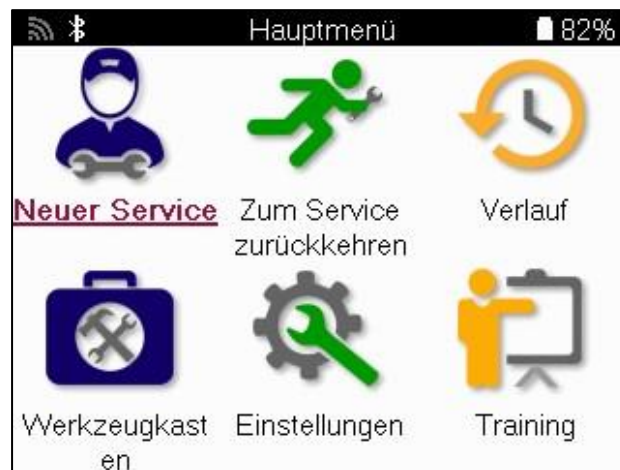 Hauptmenü 82%
Neuer Service
Zum Service
zurückkehren
Verlauf
Werkzeugkast
en
Einstellungen
Training